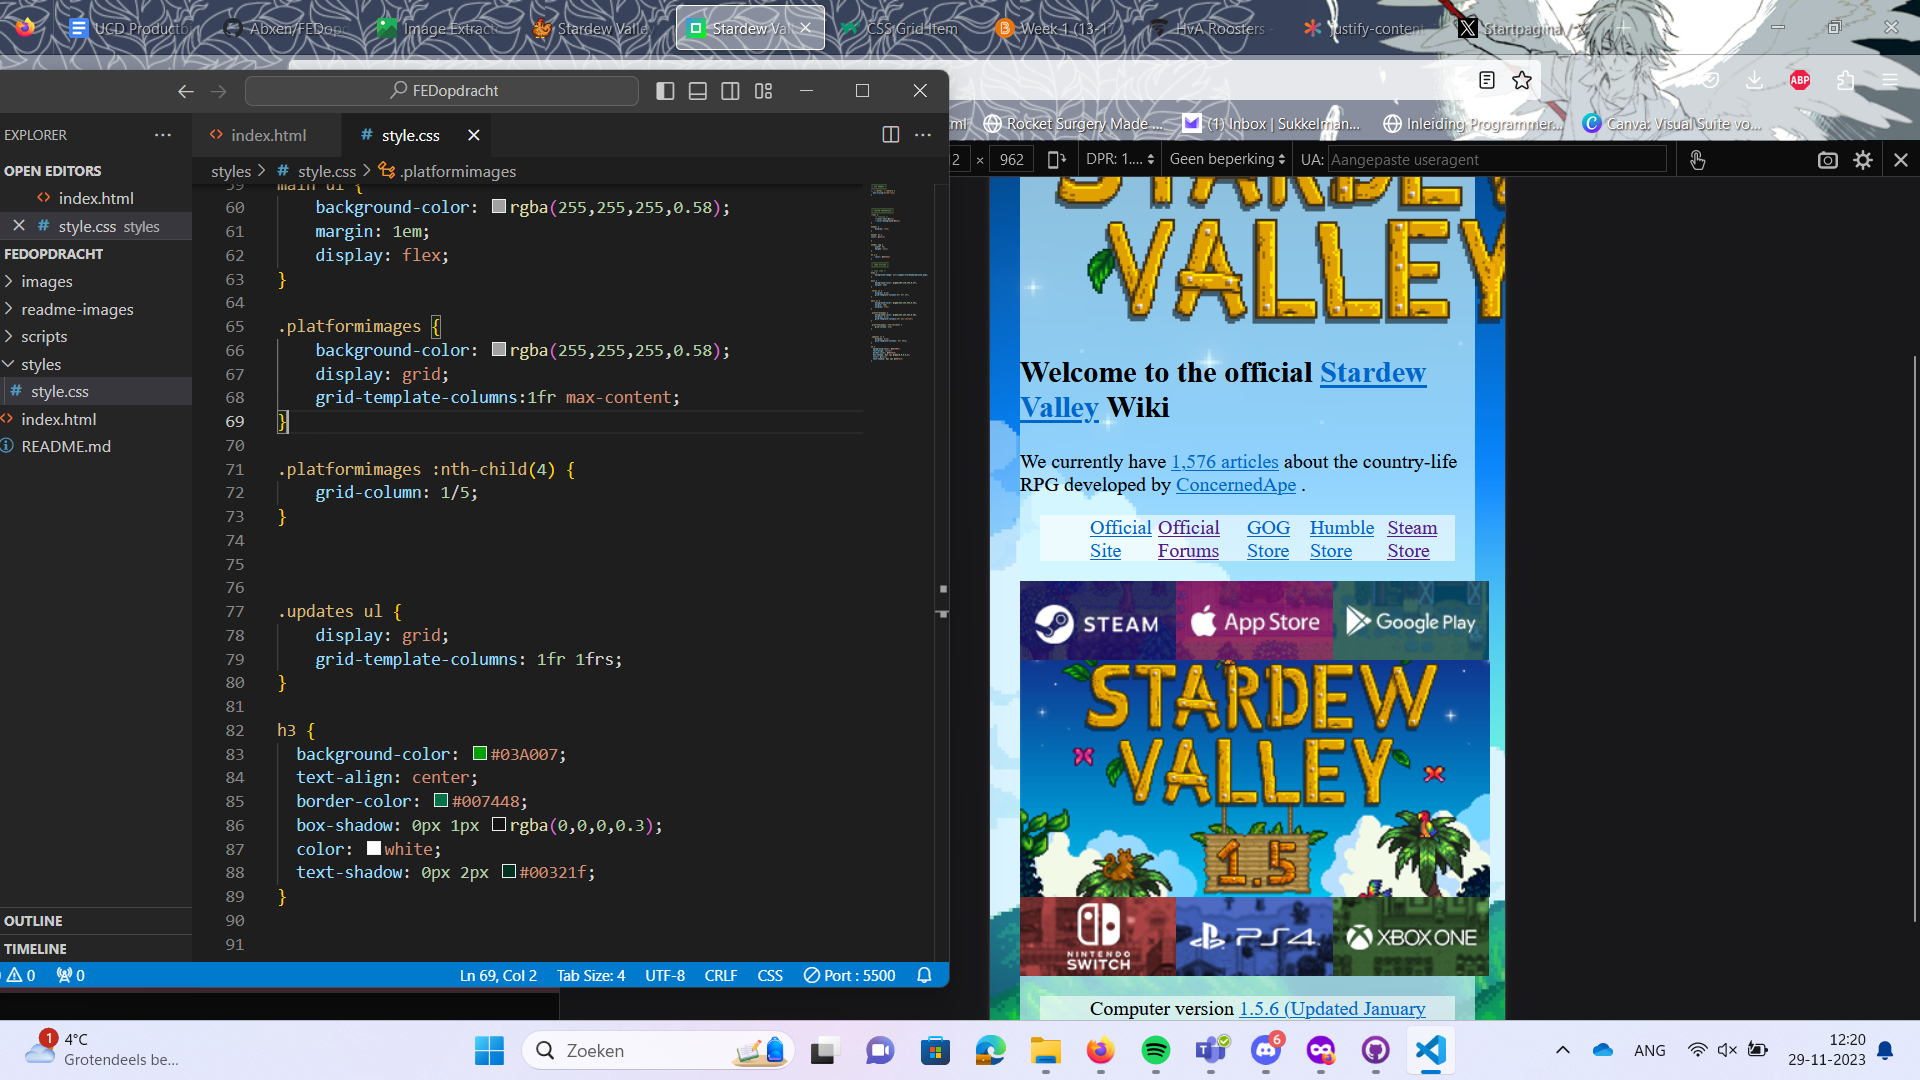 UCD Productb
Abxen/FEDop
Image Extract
Stardew Valle
Stardew Val
CSS Grid Item
Week 1 (13-17
HvA Roosters
justify-content
Startpagina /
FEDopdracht
EXPLORER
index.html
style.css
OPEN EDITORS
index.html
style.css styles
FEDOPDRACHT
images
readme-images
scripts
styles
style.css
index.html
README.md
OUTLINE
TIMELINE
styles > # style.css > .platformimages
59 main ul {
60 background-color: rgba(255,255,255,0.58);
61 margin: 1em;
62 display: flex;
63 }
64
65 .platformimages {
66 background-color: rgba(255,255,255,0.58);
67 display: grid;
68 grid-template-columns:1fr max-content;
69 }
70
71 .platformimages :nth-child(4) {
72 grid-column: 1/5;
73 }
74
75
76
77 .updates ul {
78 display: grid;
79 grid-template-columns: 1fr 1frs;
80 }
81
82 h3 {
83 background-color: #03A007;
84 text-align: center;
85 border-color: #007448;
86 box-shadow: 0px 1px rgba(0,0,0,0.3);
87 color: white;
88 text-shadow: 0px 2px #00321f;
89 }
90
91
0 0
Ln 69, Col 2 Tab Size: 4 UTF-8 CRLF CSS Port : 5500
ABP
ml Rocket Surgery Made ... (1) Inbox | Sukkelman... Inleiding Programmer... Canva: Visual Suite vo...
2 × 962 DPR: 1.... Geen beperking UA: Aangepaste useragent
STARDEW
VALLEY
Welcome to the official Stardew
Valley Wiki
We currently have 1,576 articles about the country-life
RPG developed by ConcernedApe .
Official Official GOG Humble Steam
Site Forums Store Store Store
STEAM App Store Google Play
STARDEW
VALLEY
1.5
NINTENDO
SWITCH
PS4
XBOX ONE
Computer version 1.5.6 (Updated January
1
4°C
Grotendeels be...
Zoeken
6
ANG
12:20
29-11-2023